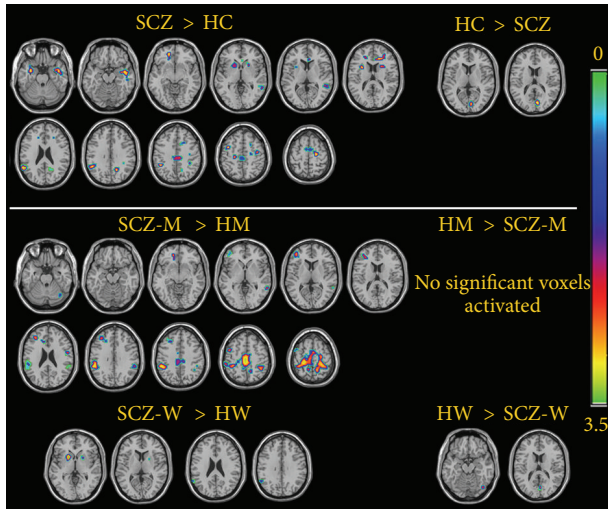 SCZ > HC
HC > SCZ
0
SCZ-M > HM
HM > SCZ-M
No significant voxels
activated
3.5
SCZ-W > HW
HW > SCZ-W